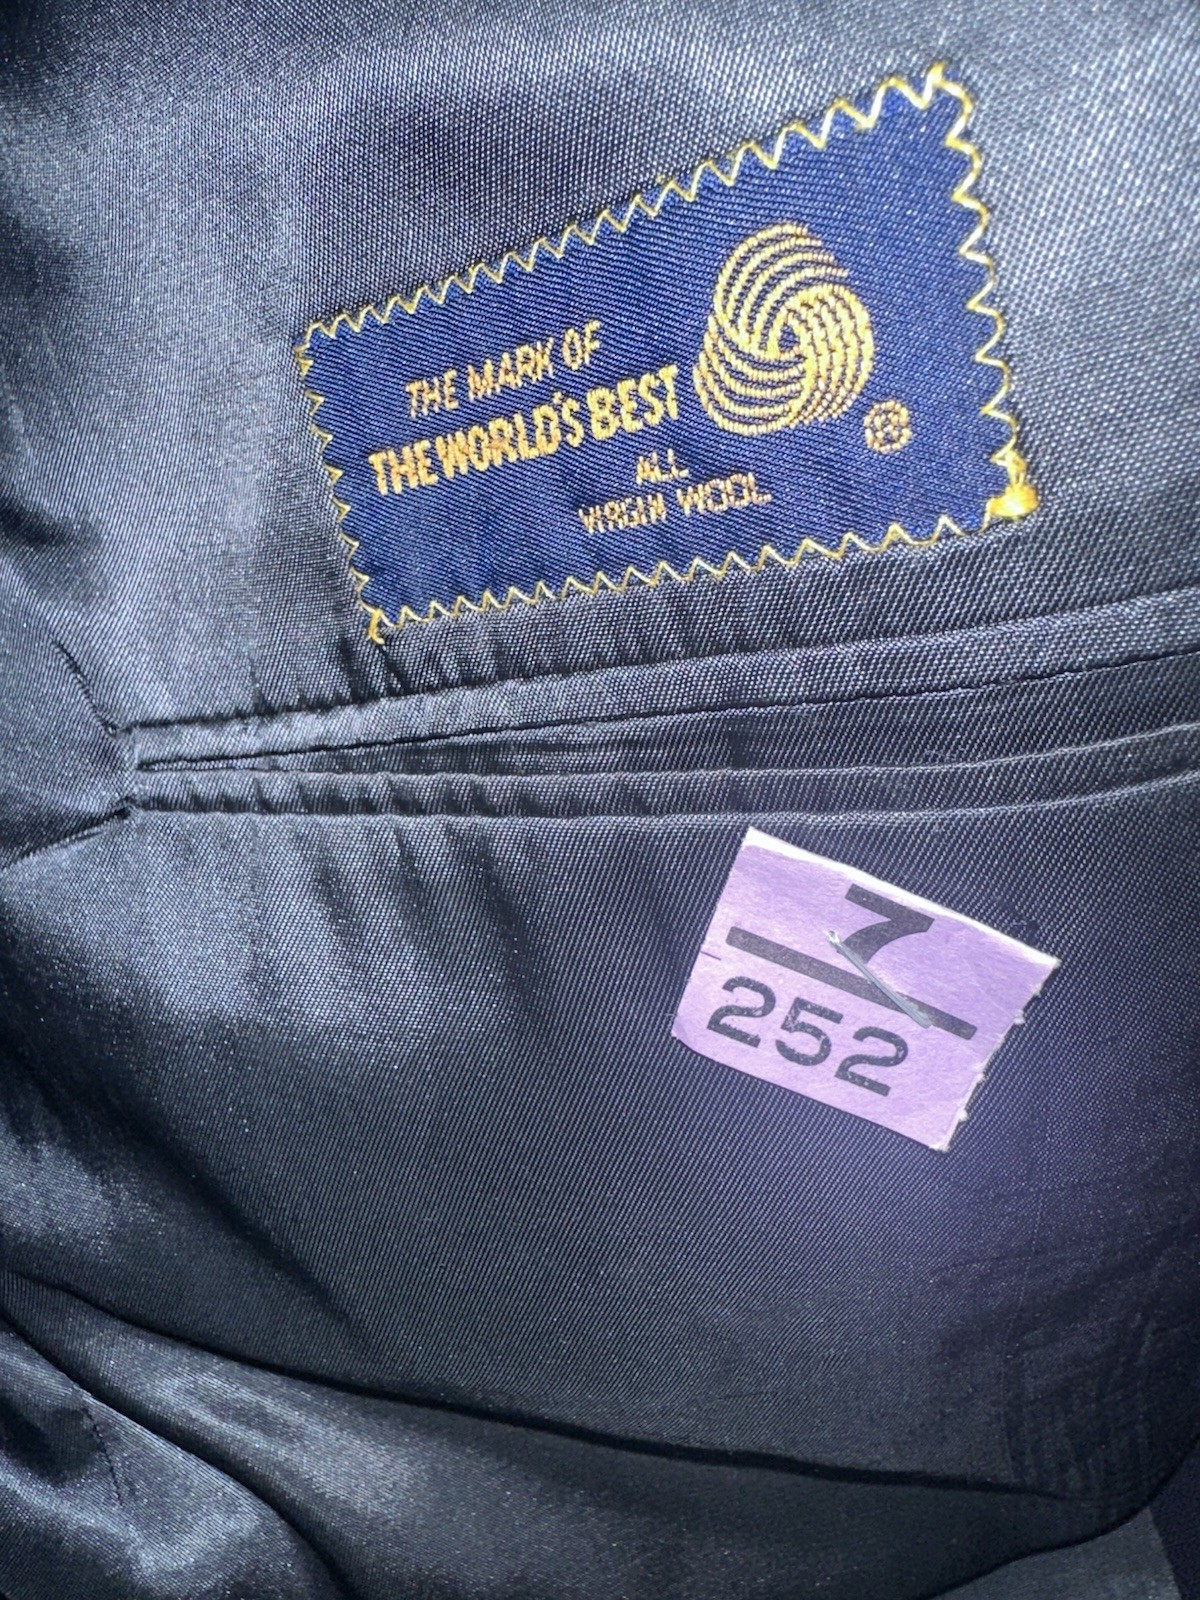 THE MARK OF
THE WORLD'S BEST
ALL
VIRGIN WOOL
®
7
252